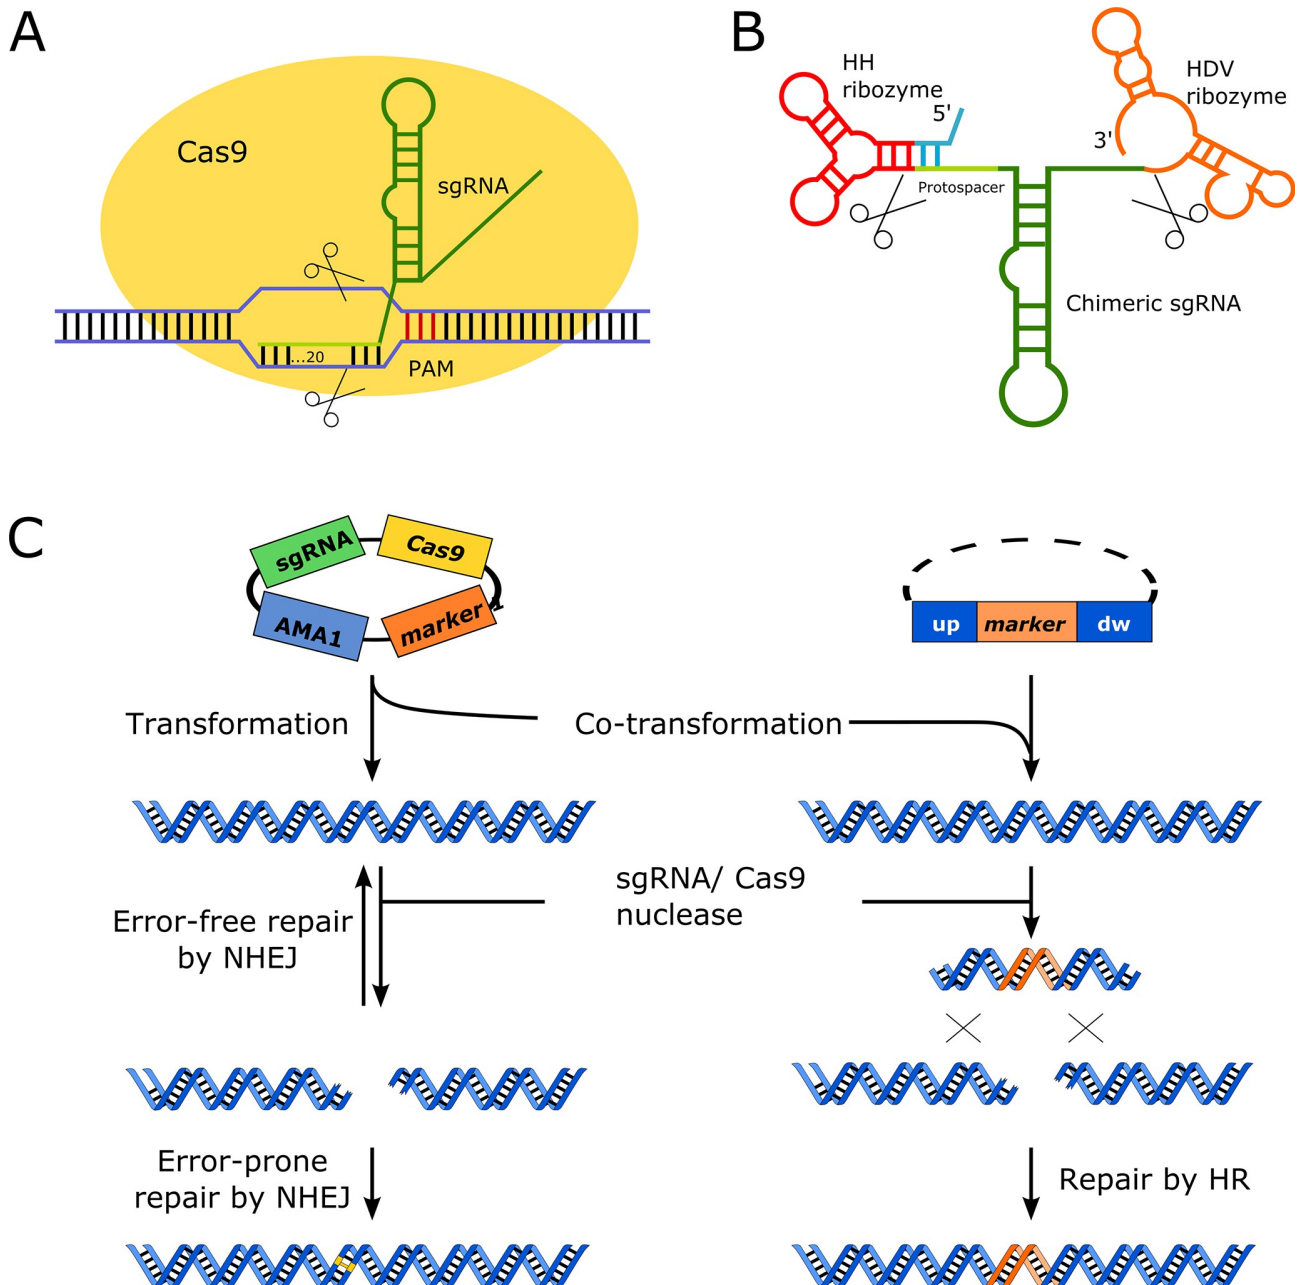 A
Cas9
sgRNA
...20
PAM
B
HH
ribozyme
5'
HDV
ribozyme
3'
Protospacer
Chimeric sgRNA
C
sgRNA
Cas9
AMA1
marker 1
up
marker
dw
Transformation
Co-transformation
sgRNA/ Cas9
nuclease
Error-free repair
by NHEJ
Error-prone
repair by NHEJ
Repair by HR